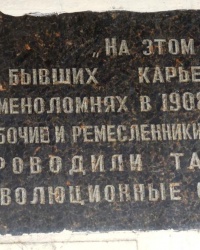 „НА ЭТОМ
БЫВШИХ КАРЬЕ
МЕНОЛОМНЯХ В 1908
БОЧИЕ И РЕМЕСЛЕННИКИ
РОВОДИЛИ ТА
ВОЛЮЦИОННЫЕ С